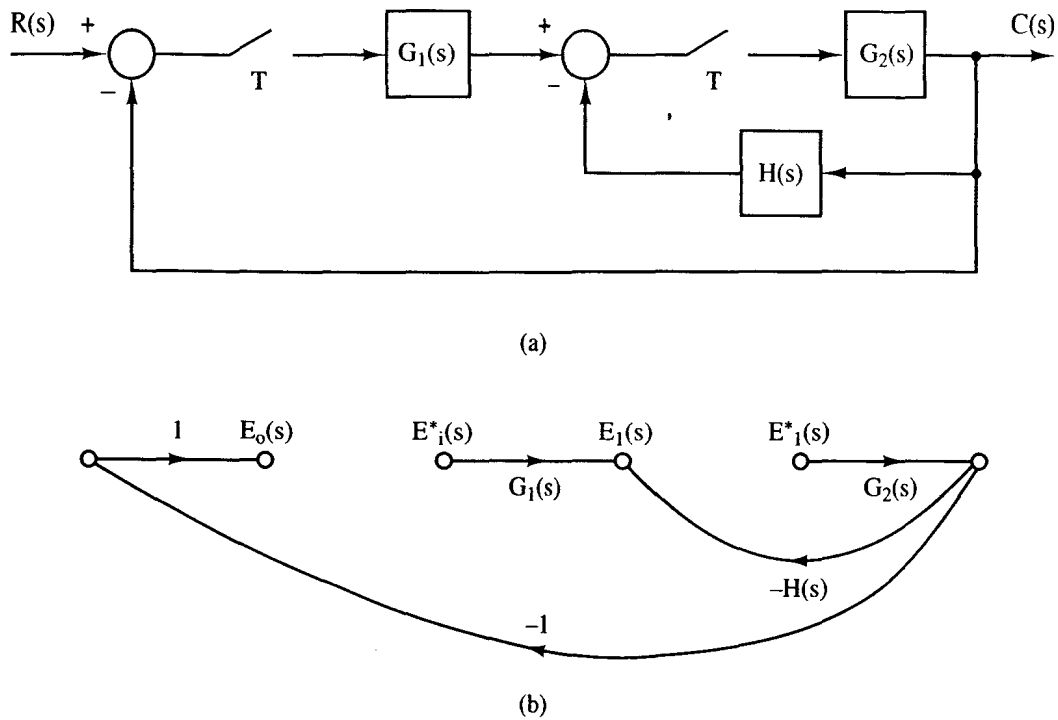 R(s) + + C(s)
G₁(s) G₂(s)
− T − T
H(s)
(a)
1 Eₒ(s) E*ᵢ(s) E₁(s) E*₁(s)
G₁(s) G₂(s)
−H(s)
−1
(b)